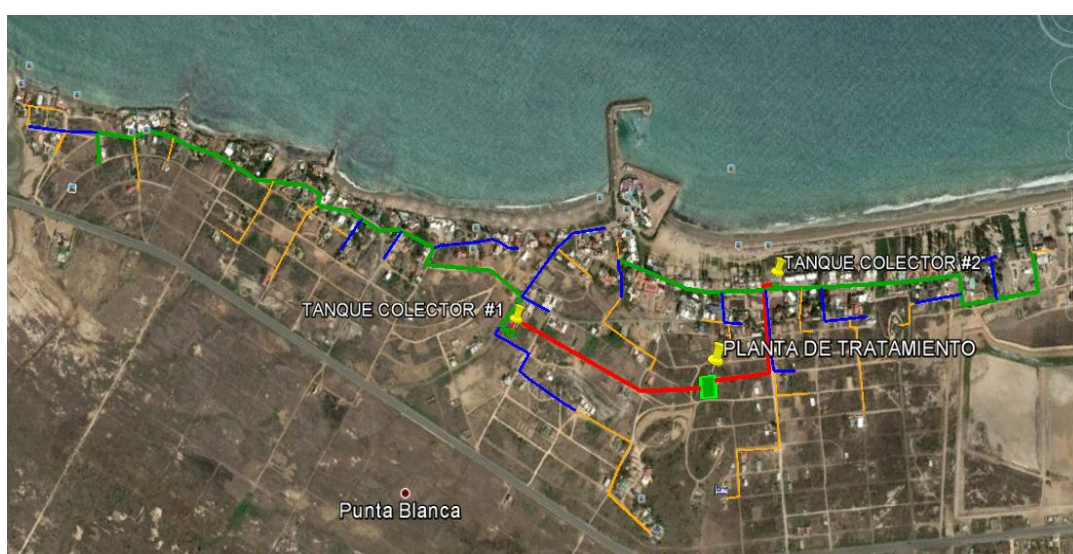 TANQUE COLECTOR #2
TANQUE COLECTOR #1
PLANTA DE TRATAMIENTO
Punta Blanca